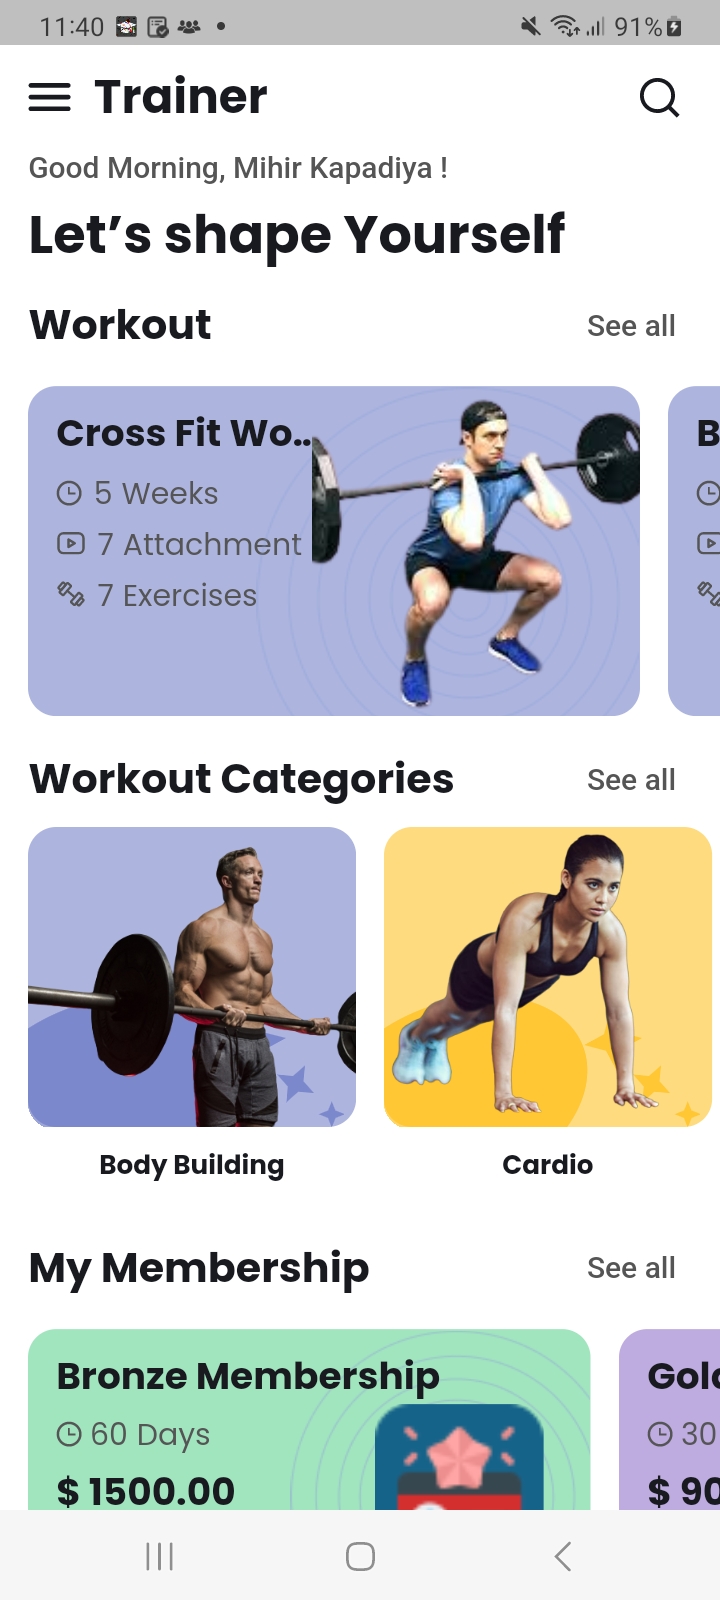 11:40
91%
Trainer
Good Morning, Mihir Kapadiya !
Let’s shape Yourself
Workout
See all
Cross Fit Wo..
B
5 Weeks
7 Attachment
7 Exercises
Workout Categories
See all
Body Building
Cardio
My Membership
See all
Bronze Membership
Gold
60 Days
30
$ 1500.00
$ 90